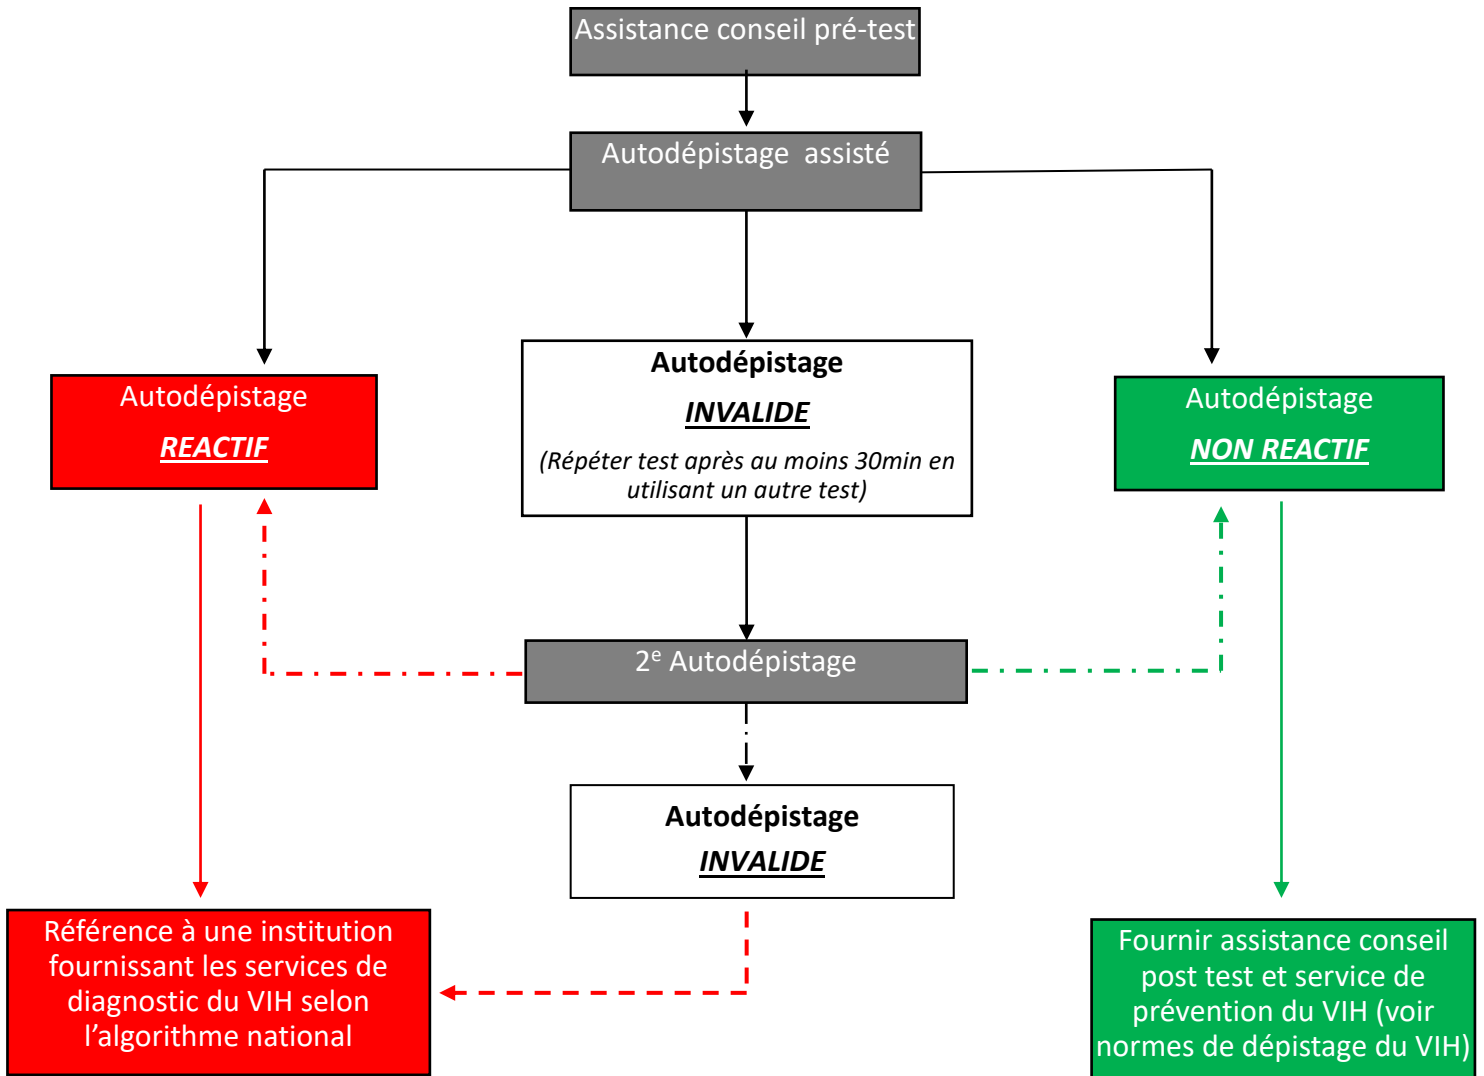 Assistance conseil pré-test
Autodépistage  assisté
Autodépistage
INVALIDE
(Répéter test après au moins 30min en
utilisant un autre test)
Autodépistage
REACTIF
Autodépistage
NON REACTIF
2e Autodépistage
Autodépistage
INVALIDE
Référence à une institution
fournissant les services de
diagnostic du VIH selon
l’algorithme national
Fournir assistance conseil
post test et service de
prévention du VIH (voir
normes de dépistage du VIH)